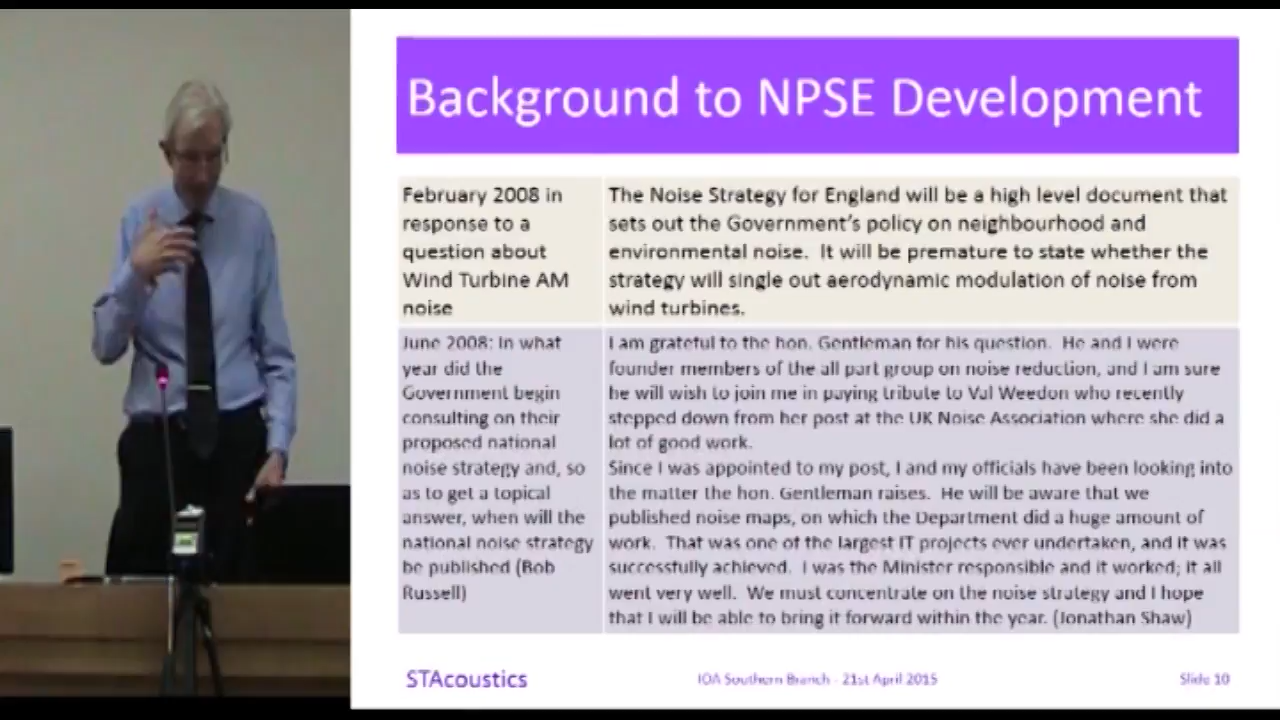 Background to NPSE Development
February 2008 in
response to a
question about
Wind Turbine AM
noise
The Noise Strategy for England will be a high level document that
sets out the Government's policy on neighbourhood and
environmental noise. It will be premature to state whether the
strategy will single out aerodynamic modulation of noise from
wind turbines.
June 2008: In what
year did the
Government begin
consulting on their
proposed national
noise strategy and, so
as to get a topical
answer, when will the
national noise strategy
be published (Bob
Russell)
I am grateful to the hon. Gentleman for his question. He and I were
founder members of the all part group on noise reduction, and I am sure
he will wish to join me in paying tribute to Val Weedon who recently
stepped down from her post at the UK Noise Association where she did a
lot of good work.
Since I was appointed to my post, I and my officials have been looking into
the matter the hon. Gentleman raises. He will be aware that we
published noise maps, on which the Department did a huge amount of
work. That was one of the largest IT projects ever undertaken, and it was
successfully achieved. I was the Minister responsible and it worked; it all
went very well. We must concentrate on the noise strategy and I hope
that I will be able to bring it forward within the year. (Jonathan Shaw)
STAcoustics
IOA Southern Branch - 21st April 2015
Slide 10